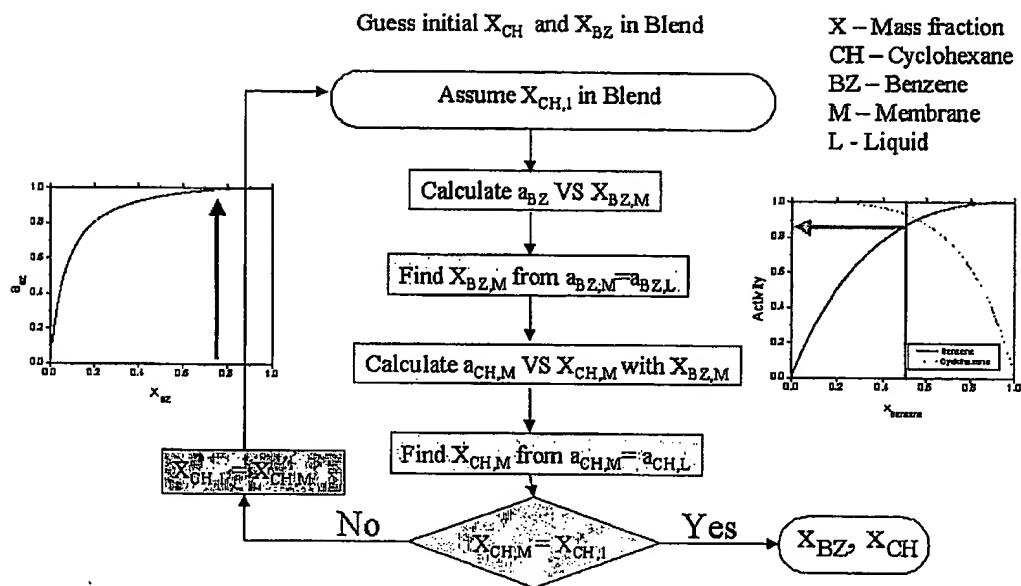 Guess initial X_CH and X_BZ in Blend
X – Mass fraction
CH – Cyclohexane
BZ – Benzene
M – Membrane
L - Liquid
Assume X_CH,1 in Blend
Calculate a_BZ VS X_BZ,M
Find X_BZ,M from a_BZ,M=a_BZ,L.
Calculate a_CH,M VS X_CH,M with X_BZ,M
Find X_CH,M from a_CH,M= a_CH,L
X_CH,M= X_CH,1
No
Yes
X_CH,1=X_CH,M
X_BZ, X_CH
1.0
0.8
0.6
0.4
0.2
0.0
a_BZ
0.0 0.2 0.4 0.6 0.8 1.0
X_BZ
1.0
0.8
0.6
0.4
0.2
0.0
Activity
Benzene
Cyclohexane
0.0 0.2 0.4 0.6 0.8 1.0
X_benzene